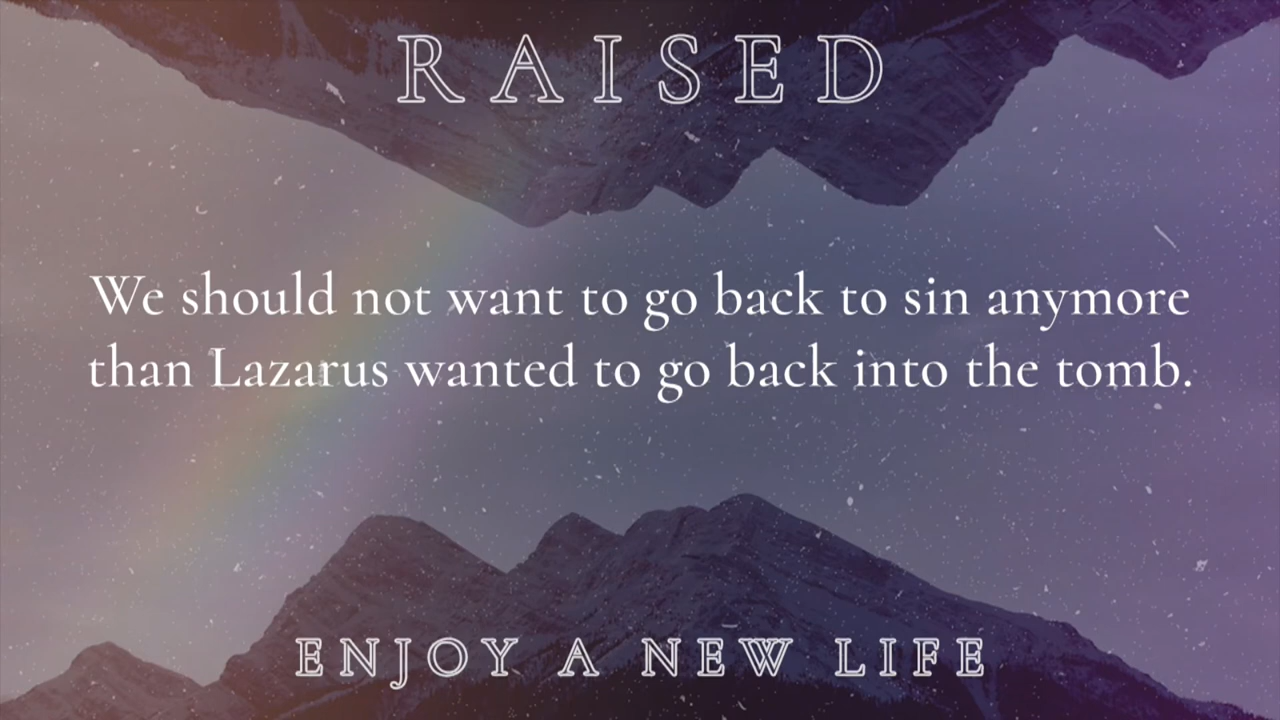 RAISED
We should not want to go back to sin anymore
than Lazarus wanted to go back into the tomb.
ENJOY A NEW LIFE